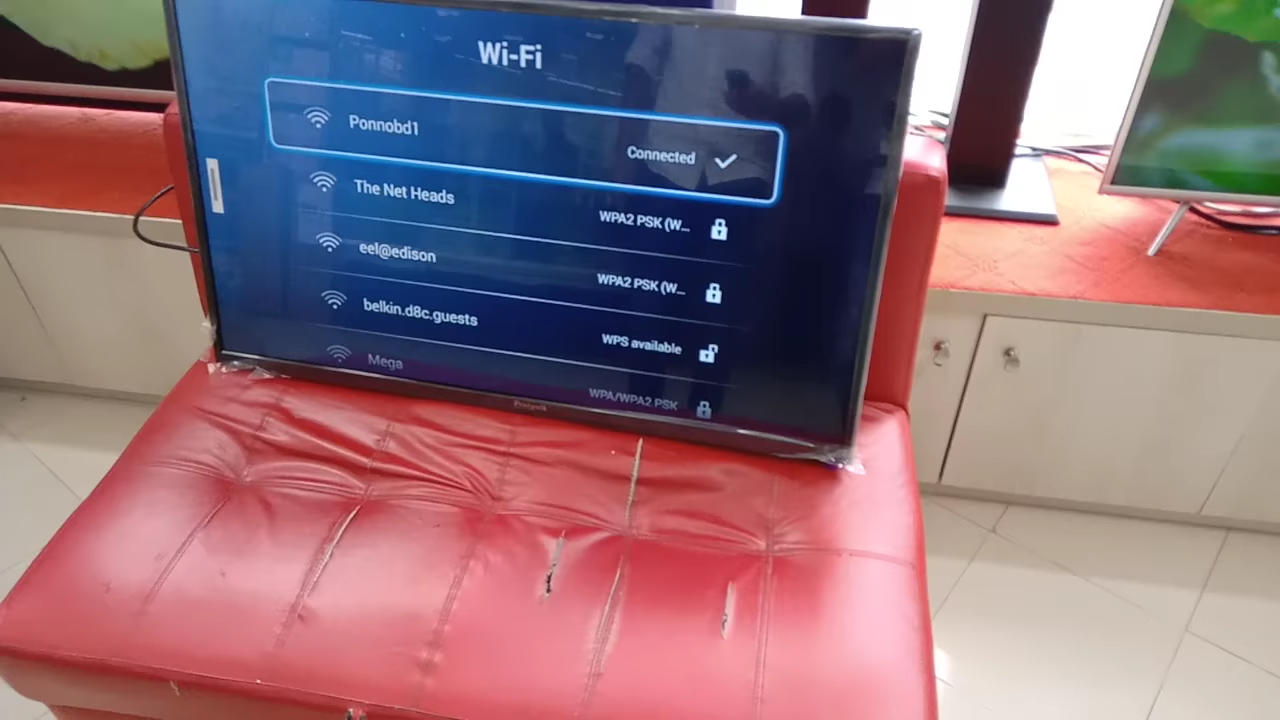 Wi-Fi
Ponnobd1
Connected
The Net Heads
WPA2 PSK (W...
eel@edison
WPA2 PSK (W...
belkin.d8c.guests
WPS available
Mega
WPA/WPA2 PSK